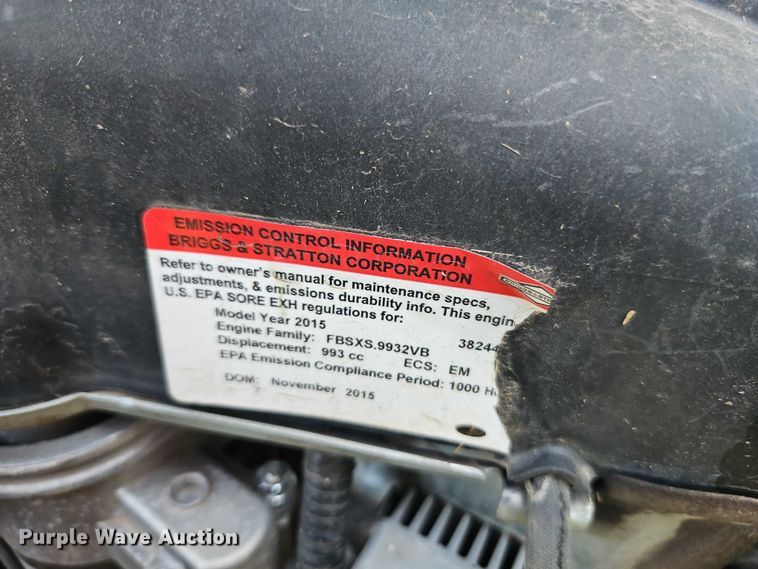 EMISSION CONTROL INFORMATION
BRIGGS & STRATTON CORPORATION
Refer to owner's manual for maintenance specs,
adjustments, & emissions durability info. This engin
U.S. EPA SORE EXH regulations for:
Model Year 2015 38244
Engine Family: FBSXS.9932VB
Displacement: 993 cc ECS: EM
EPA Emission Compliance Period: 1000 H
DOM: November 2015
Purple Wave Auction